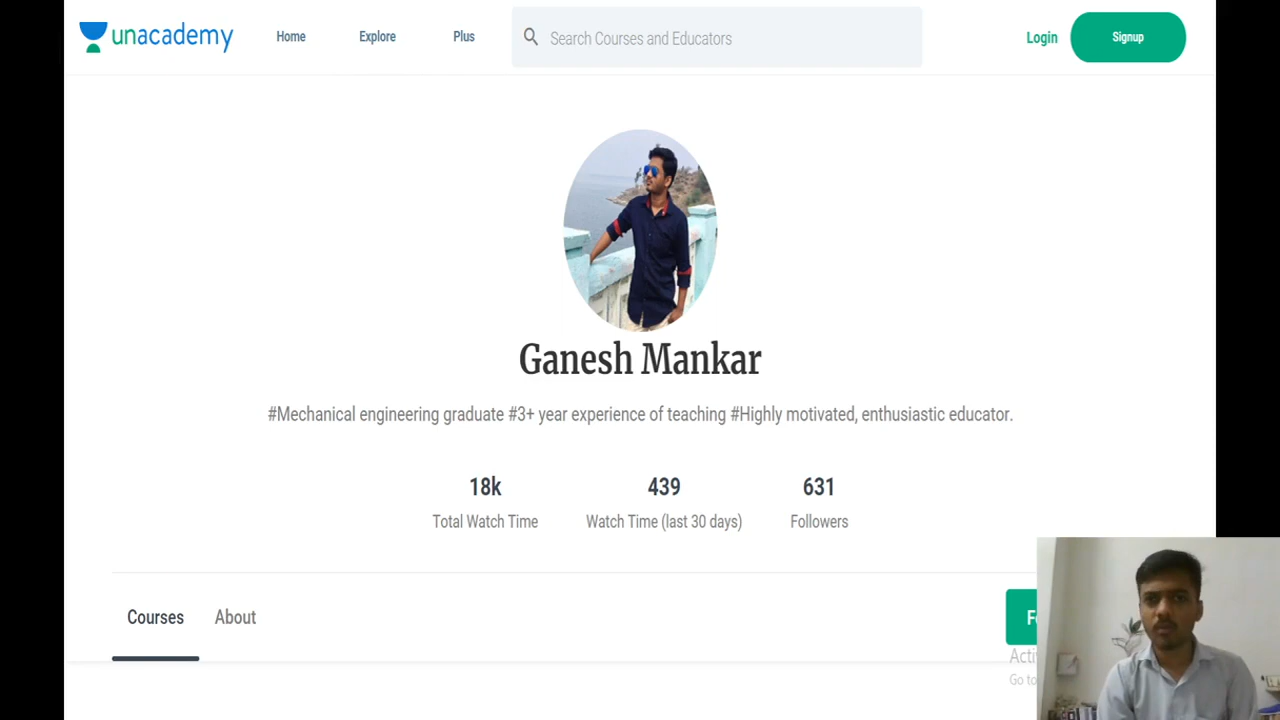 unacademy Home Explore Plus Search Courses and Educators Login Signup
Ganesh Mankar
#Mechanical engineering graduate #3+ year experience of teaching #Highly motivated, enthusiastic educator.
18k 439 631
Total Watch Time Watch Time (last 30 days) Followers
Courses About
Go to